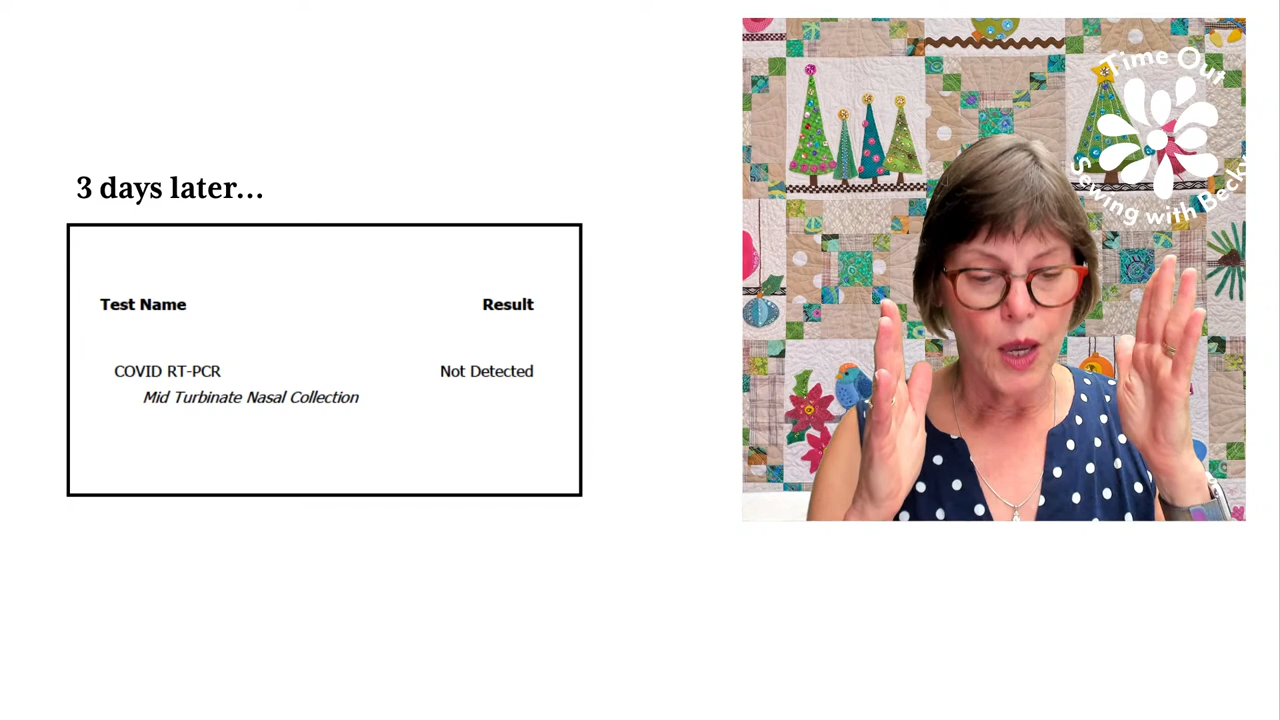 3 days later...
Test Name Result
COVID RT-PCR Not Detected
Mid Turbinate Nasal Collection
Time Out
Sewing with Becky